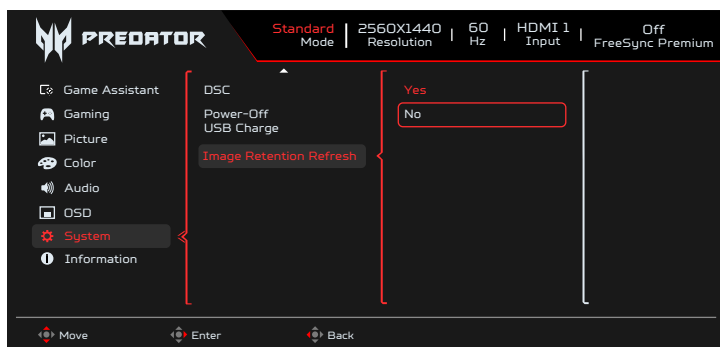 PREDATOR
Standard 2560X1440 60 HDMI 1 Off
Mode Resolution Hz Input FreeSync Premium
Game Assistant
Gaming
Picture
Color
Audio
OSD
System
Information
DSC
Power-Off
USB Charge
Image Retention Refresh
Yes
No
Move Enter Back